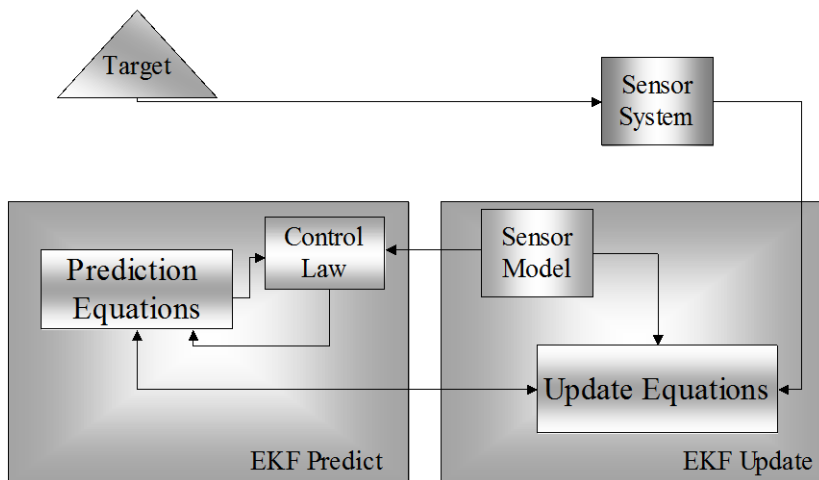 Target
Sensor
System
Control
Law
Sensor
Model
Prediction
Equations
Update Equations
EKF Predict
EKF Update